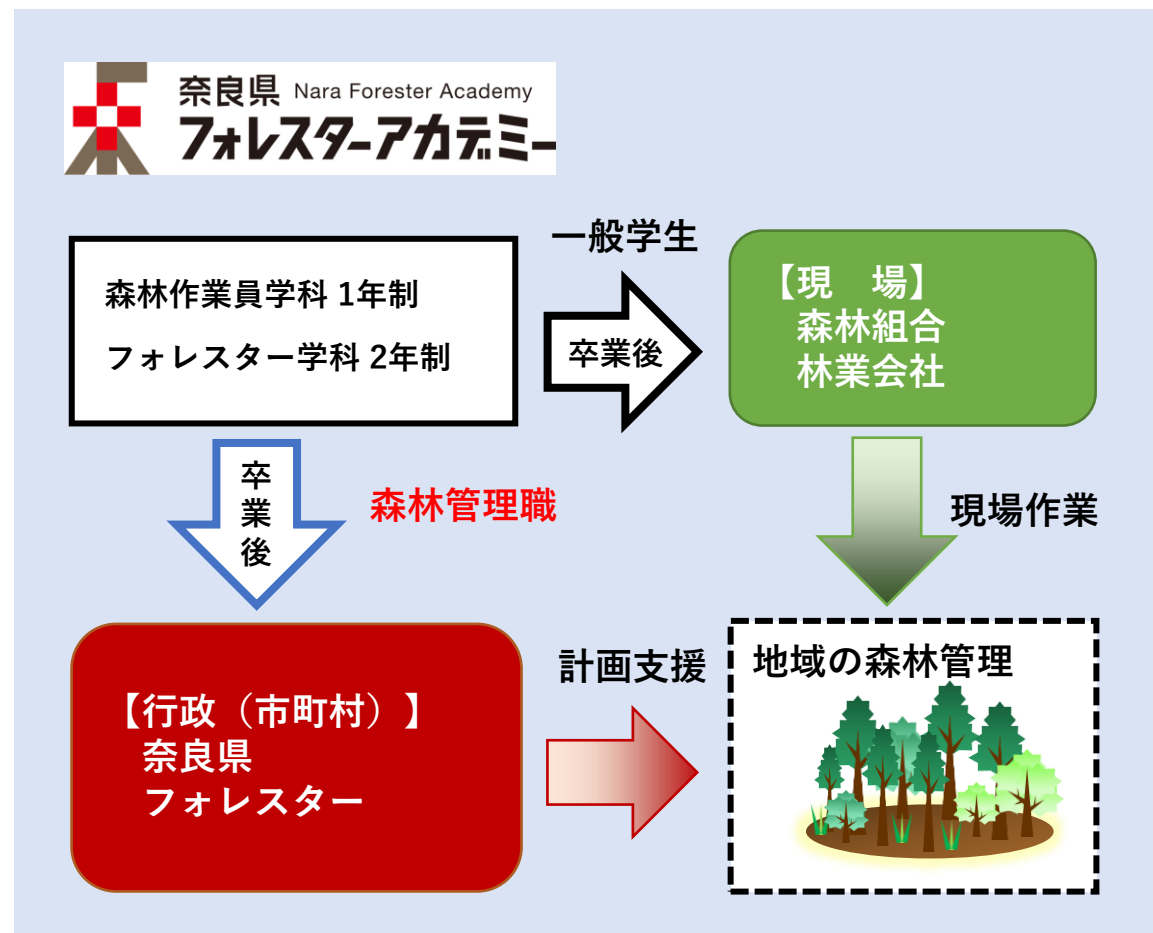 奈良県 Nara Forester Academy
フォレスターアカデミー
森林作業員学科 1年制
フォレスター学科 2年制
一般学生
卒業後
【現　場】
森林組合
林業会社
卒業後
森林管理職
現場作業
【行政（市町村）】
奈良県
フォレスター
計画支援
地域の森林管理